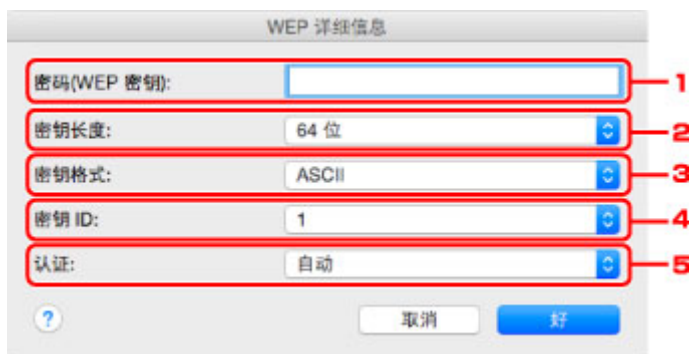 WEP 详细信息
密码(WEP 密钥):
1
密钥长度: 64 位
2
密钥格式: ASCII
3
密钥 ID: 1
4
认证: 自动
5
? 取消 好